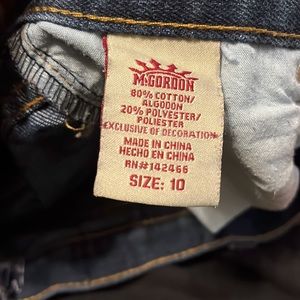 McGORDON
80% COTTON/
ALGODON
20% POLYESTER/
POLIESTER
EXCLUSIVE OF DECORATION
MADE IN CHINA
HECHO EN CHINA
RN#142466
SIZE: 10